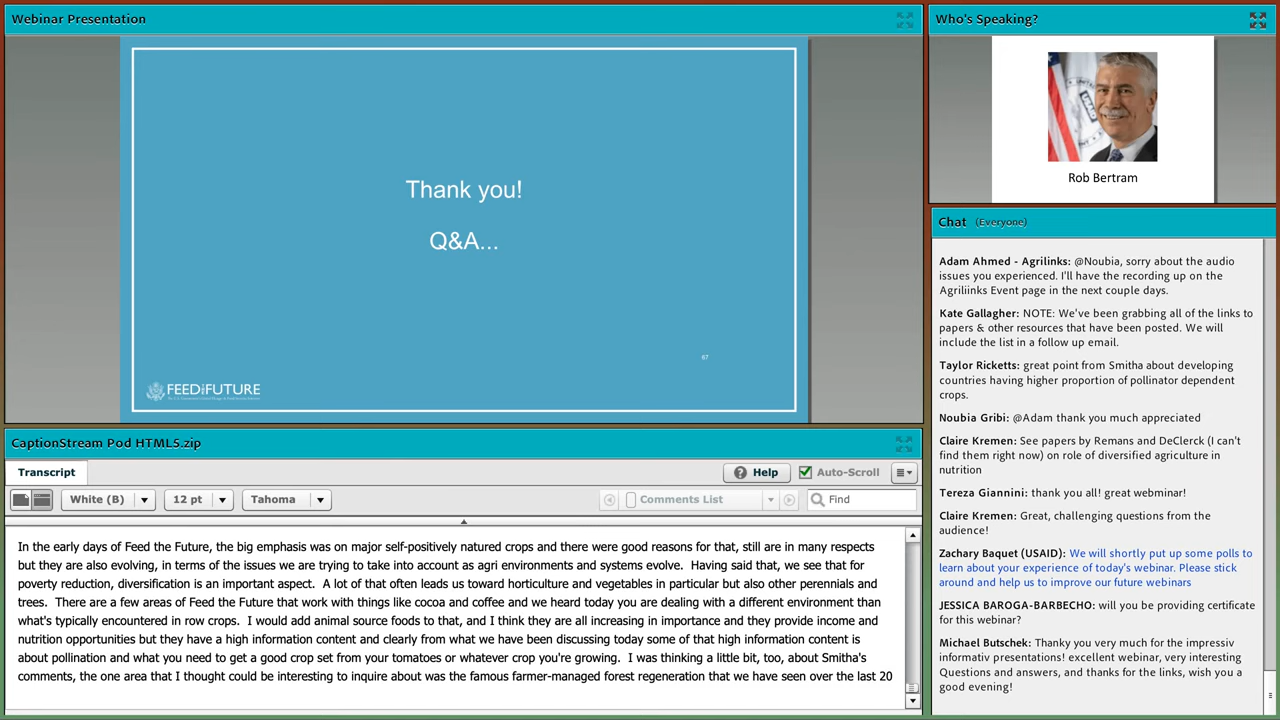 Webinar Presentation
Thank you!
Q&A...
67
FEED the FUTURE
CaptionStream Pod HTML5.zip
Transcript
Help
Auto-Scroll
White (B)
12 pt
Tahoma
Comments List
Find
In the early days of Feed the Future, the big emphasis was on major self-positively natured crops and there were good reasons for that, still are in many respects
but they are also evolving, in terms of the issues we are trying to take into account as agri environments and systems evolve.  Having said that, we see that for
poverty reduction, diversification is an important aspect.  A lot of that often leads us toward horticulture and vegetables in particular but also other perennials and
trees.  There are a few areas of Feed the Future that work with things like cocoa and coffee and we heard today you are dealing with a different environment than
what's typically encountered in row crops.  I would add animal source foods to that, and I think they are all increasing in importance and they provide income and
nutrition opportunities but they have a high information content and clearly from what we have been discussing today some of that high information content is
about pollination and what you need to get a good crop set from your tomatoes or whatever crop you're growing.  I was thinking a little bit, too, about Smitha's
comments, the one area that I thought could be interesting to inquire about was the famous farmer-managed forest regeneration that we have seen over the last 20
Who's Speaking?
Rob Bertram
Chat (Everyone)
Adam Ahmed - Agrilinks: @Noubia, sorry about the audio
issues you experienced. I'll have the recording up on the
Agriliinks Event page in the next couple days.
Kate Gallagher: NOTE: We've been grabbing all of the links to
papers & other resources that have been posted. We will
include the list in a follow up email.
Taylor Ricketts: great point from Smitha about developing
countries having higher proportion of pollinator dependent
crops.
Noubia Gribi: @Adam thank you much appreciated
Claire Kremen: See papers by Remans and DeClerck (I can't
find them right now) on role of diversified agriculture in
nutrition
Tereza Giannini: thank you all! great webminar!
Claire Kremen: Great, challenging questions from the
audience!
Zachary Baquet (USAID): We will shortly put up some polls to
learn about your experience of today's webinar. Please stick
around and help us to improve our future webinars
JESSICA BAROGA-BARBECHO: will you be providing certificate
for this webinar?
Michael Butschek: Thanky you very much for the impressiv
informativ presentations! excellent webinar, very interesting
Questions and answers, and thanks for the links, wish you a
good evening!